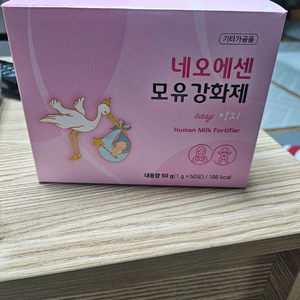 기타가공품
네오에센
모유강화제
easy 이지
Human Milk Fortifier
내용량 50 g(1 g x 50포) / 186 kcal